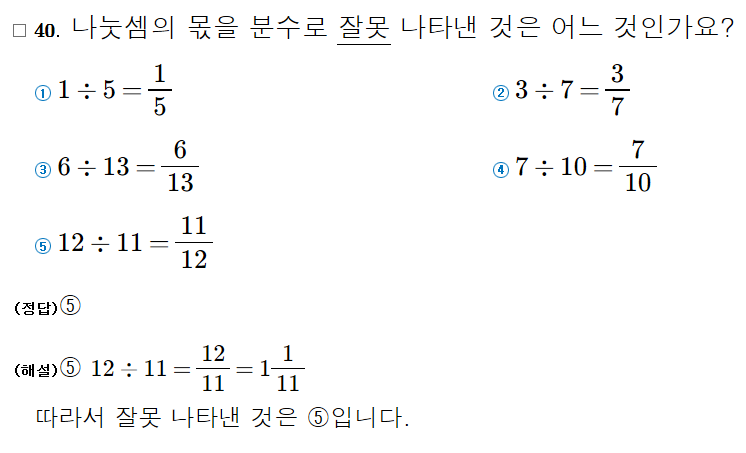 □ 40. 나눗셈의 몫을 분수로 잘못 나타낸 것은 어느 것인가요?
① 1 ÷ 5 = 1/5 ② 3 ÷ 7 = 3/7
③ 6 ÷ 13 = 6/13 ④ 7 ÷ 10 = 7/10
⑤ 12 ÷ 11 = 11/12
(정답)⑤
(해설)⑤ 12 ÷ 11 = 12/11 = 1 1/11
따라서 잘못 나타낸 것은 ⑤입니다.